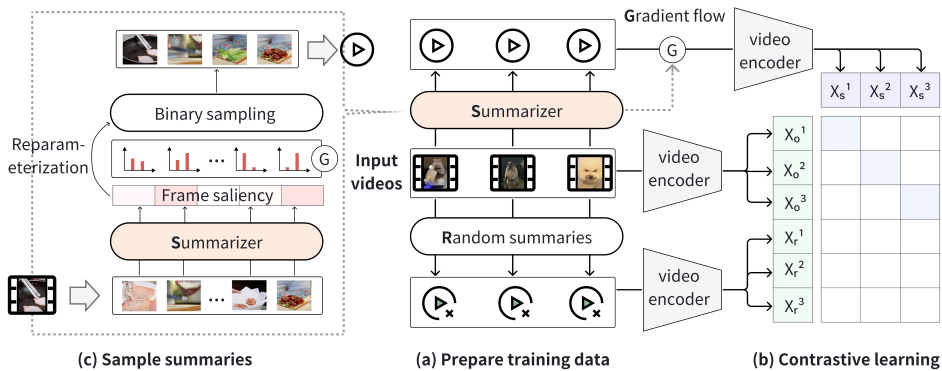 Reparam-
eterization
Binary sampling
...
G
Frame saliency
Summarizer
...
(c) Sample summaries
Gradient flow
G
Summarizer
Input
videos
Random summaries
(a) Prepare training data
video
encoder
video
encoder
video
encoder
Xₛ¹ Xₛ² Xₛ³
Xₒ¹
Xₒ²
Xₒ³
Xᵣ¹
Xᵣ²
Xᵣ³
(b) Contrastive learning